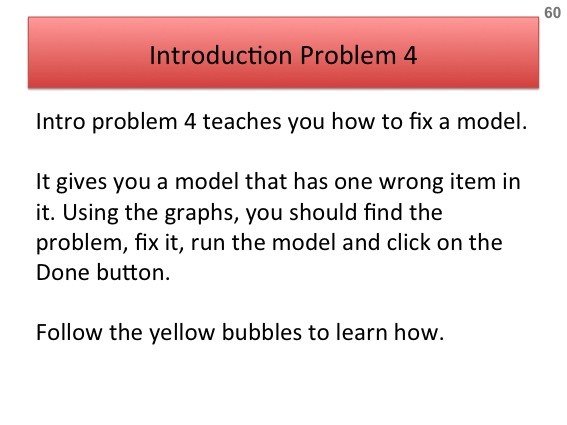 60
Introduction Problem 4
Intro problem 4 teaches you how to fix a model.
It gives you a model that has one wrong item in
it. Using the graphs, you should find the
problem, fix it, run the model and click on the
Done button.
Follow the yellow bubbles to learn how.